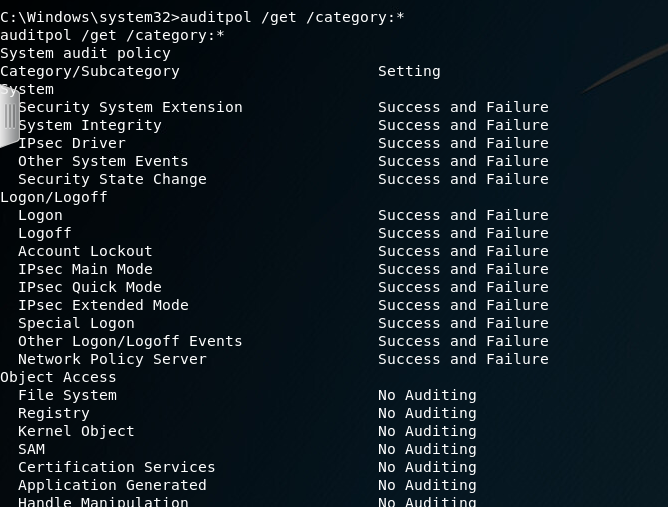 C:\Windows\system32>auditpol /get /category:*
auditpol /get /category:*
System audit policy
Category/Subcategory                      Setting
System
  Security System Extension               Success and Failure
  System Integrity                        Success and Failure
  IPsec Driver                            Success and Failure
  Other System Events                     Success and Failure
  Security State Change                   Success and Failure
Logon/Logoff
  Logon                                   Success and Failure
  Logoff                                  Success and Failure
  Account Lockout                         Success and Failure
  IPsec Main Mode                         Success and Failure
  IPsec Quick Mode                        Success and Failure
  IPsec Extended Mode                     Success and Failure
  Special Logon                           Success and Failure
  Other Logon/Logoff Events               Success and Failure
  Network Policy Server                   Success and Failure
Object Access
  File System                             No Auditing
  Registry                                No Auditing
  Kernel Object                           No Auditing
  SAM                                     No Auditing
  Certification Services                  No Auditing
  Application Generated                   No Auditing
  Handle Manipulation                     No Auditing